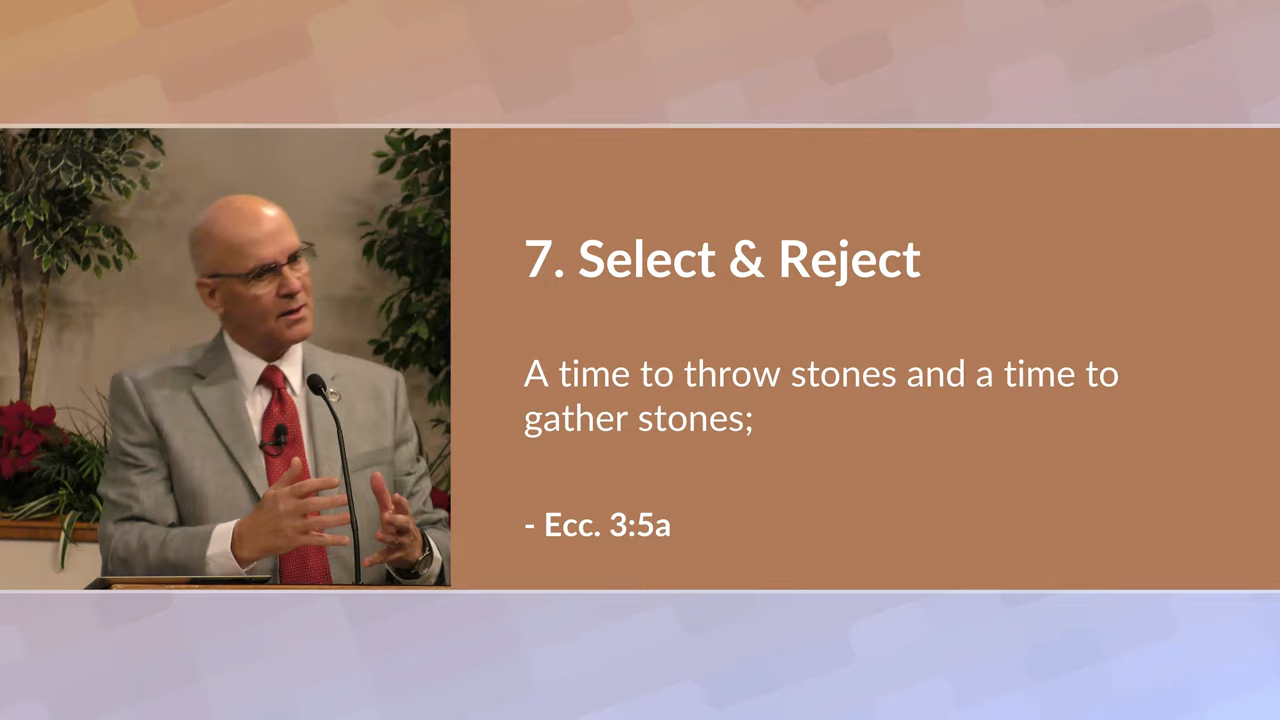 7. Select & Reject
A time to throw stones and a time to
gather stones;
- Ecc. 3:5a